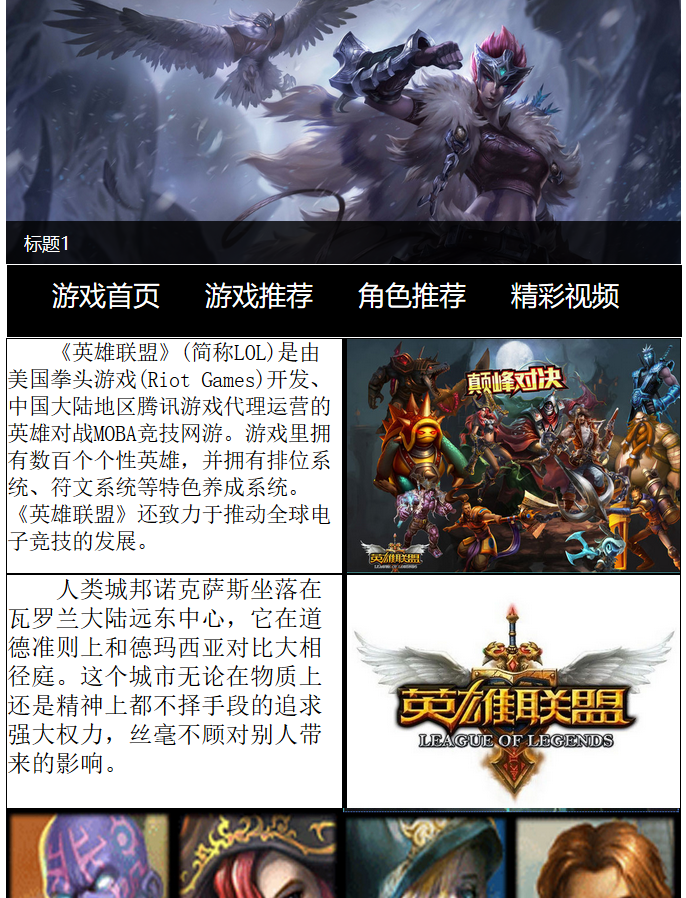 标题1
游戏首页 游戏推荐 角色推荐 精彩视频
《英雄联盟》(简称LOL)是由
美国拳头游戏(Riot Games)开发、
中国大陆地区腾讯游戏代理运营的
英雄对战MOBA竞技网游。游戏里拥
有数百个个性英雄，并拥有排位系
统、符文系统等特色养成系统。
《英雄联盟》还致力于推动全球电
子竞技的发展。
颠峰对决
英雄联盟
LEAGUE OF LEGENDS
人类城邦诺克萨斯坐落在
瓦罗兰大陆远东中心，它在道
德准则上和德玛西亚对比大相
径庭。这个城市无论在物质上
还是精神上都不择手段的追求
强大权力，丝毫不顾对别人带
来的影响。
英雄联盟
LEAGUE OF LEGENDS